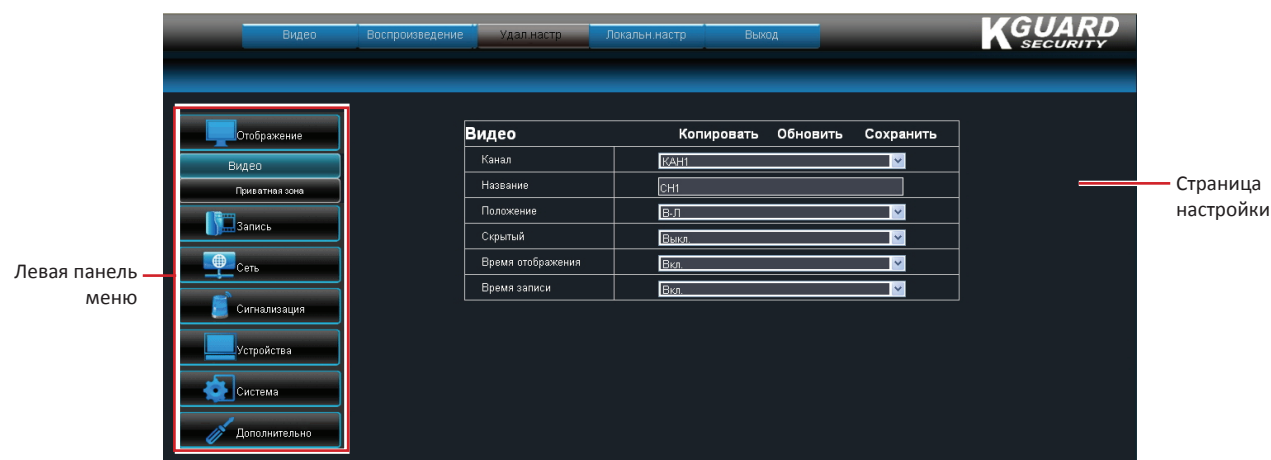 Видео Воспроизведение Удал.настр Локальн.настр Выход
KGUARD
SECURITY
Отображение
Видео
Приватная зона
Запись
Сеть
Сигнализация
Устройства
Система
Дополнительно
Левая панель
меню
Видео Копировать Обновить Сохранить
Канал КАН1
Название CH1
Положение В-Л
Скрытый Выкл.
Время отображения Вкл.
Время записи Вкл.
Страница
настройки